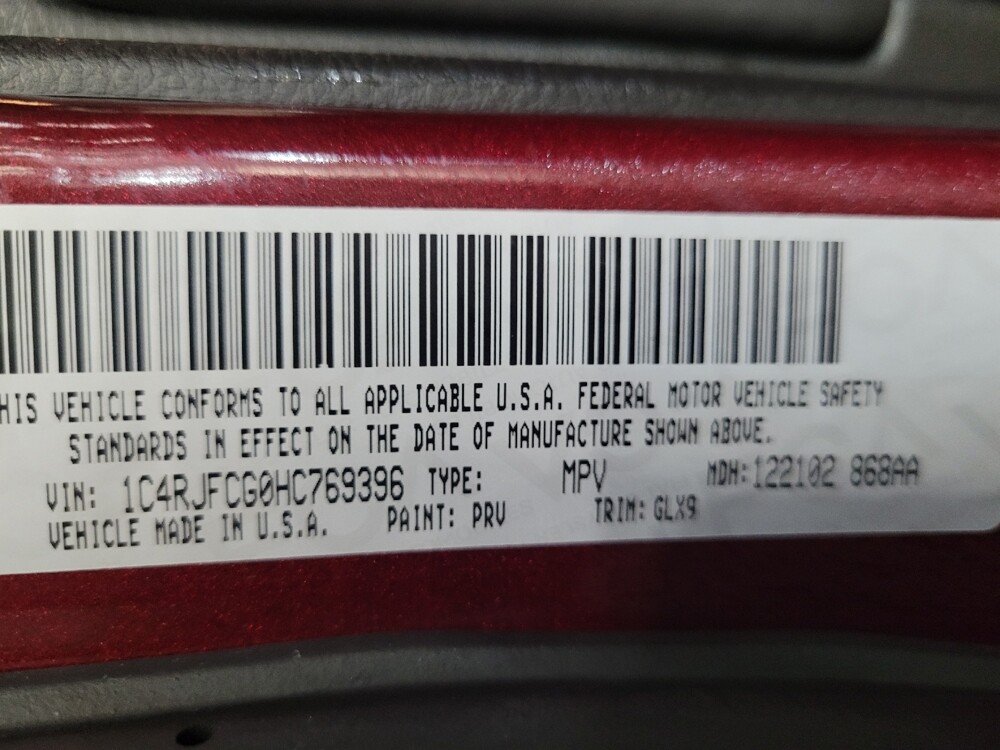 HIS VEHICLE CONFORMS TO ALL APPLICABLE U.S.A. FEDERAL MOTOR VEHICLE SAFETY
STANDARDS IN EFFECT ON THE DATE OF MANUFACTURE SHOWN ABOVE.
VIN: 1C4RJFCG0HC769396 TYPE: MPV MDH:122102 868AA
VEHICLE MADE IN U.S.A. PAINT: PRV TRIM: GLX9